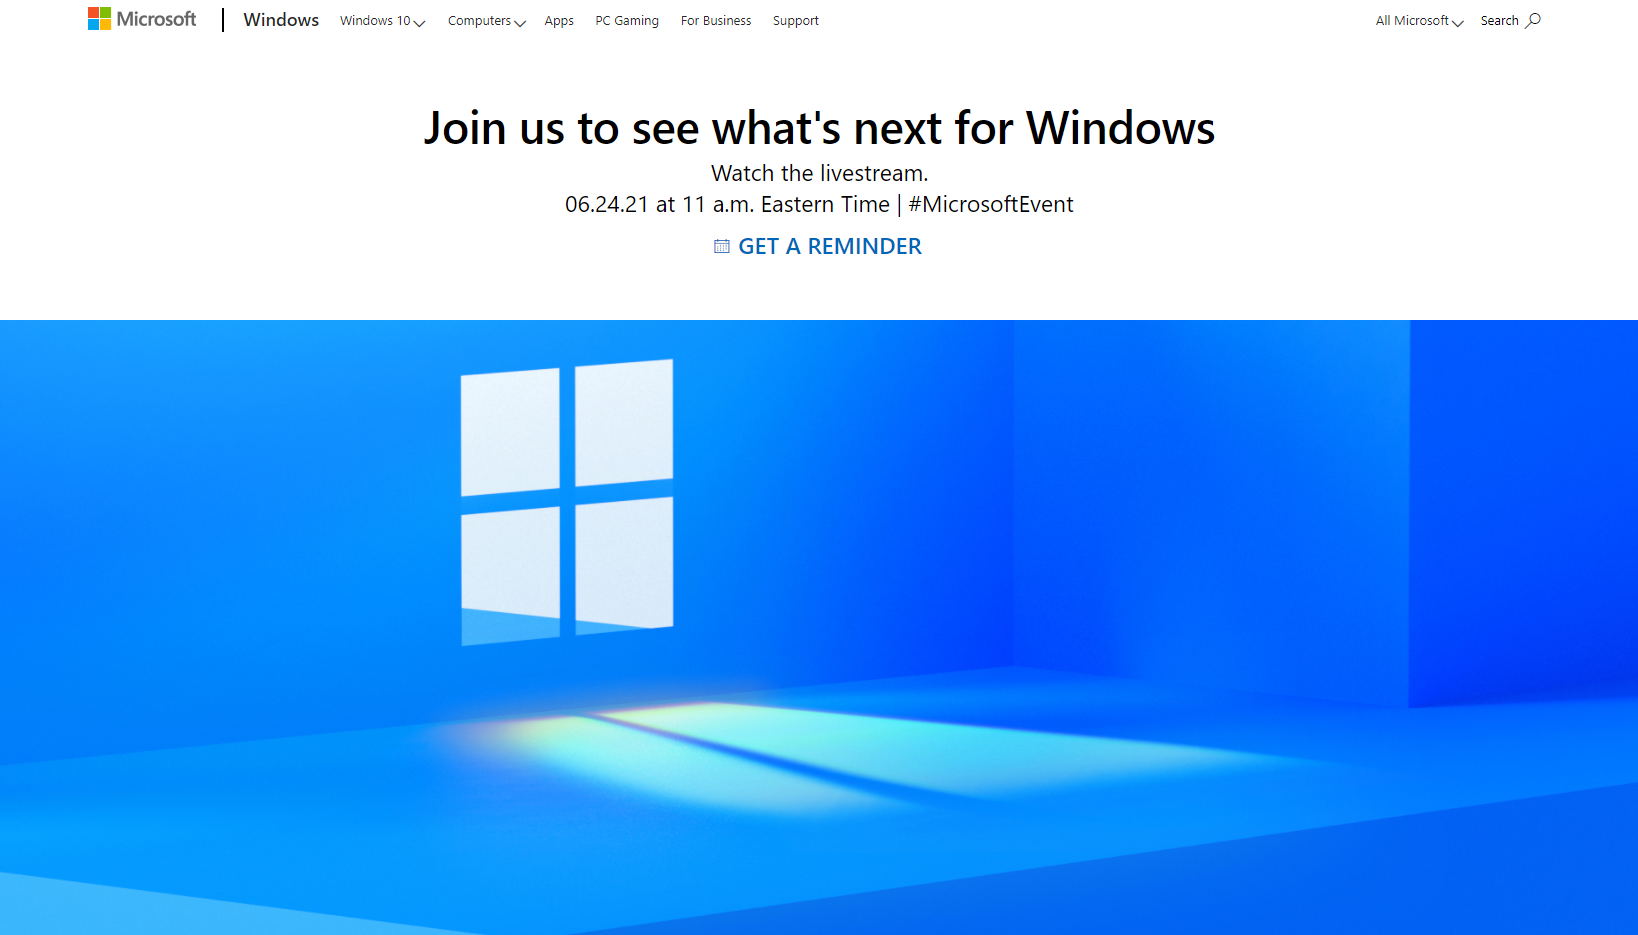 Microsoft Windows Windows 10 Computers Apps PC Gaming For Business Support All Microsoft Search
Join us to see what's next for Windows
Watch the livestream.
06.24.21 at 11 a.m. Eastern Time | #MicrosoftEvent
GET A REMINDER